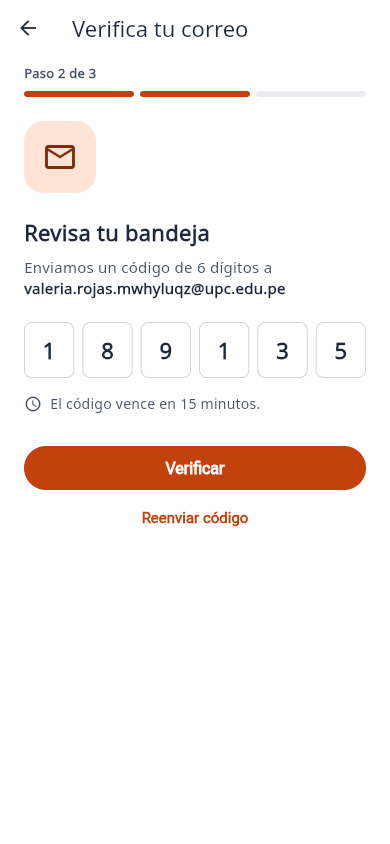 Verifica tu correo
Paso 2 de 3
Revisa tu bandeja
Enviamos un código de 6 dígitos a
valeria.rojas.mwhyluqz@upc.edu.pe
1 8 9 1 3 5
El código vence en 15 minutos.
Verificar
Reenviar código